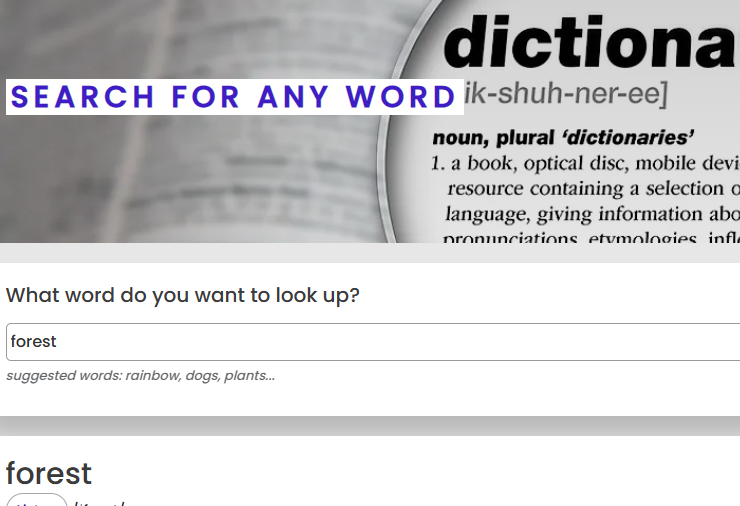 dictiona
SEARCH FOR ANY WORD
ik-shuh-ner-ee]
noun, plural ‘dictionaries’
1. a book, optical disc, mobile devi
resource containing a selection o
language, giving information abo
pronunciations, etymologies, infle
What word do you want to look up?
forest
suggested words: rainbow, dogs, plants...
forest